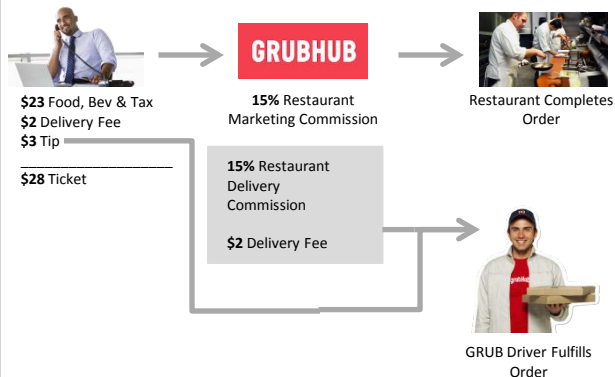 GRUBHUB
$23 Food, Bev & Tax
$2 Delivery Fee
$3 Tip
$28 Ticket
15% Restaurant
Marketing Commission
Restaurant Completes
Order
15% Restaurant
Delivery
Commission
$2 Delivery Fee
GRUB Driver Fulfills
Order